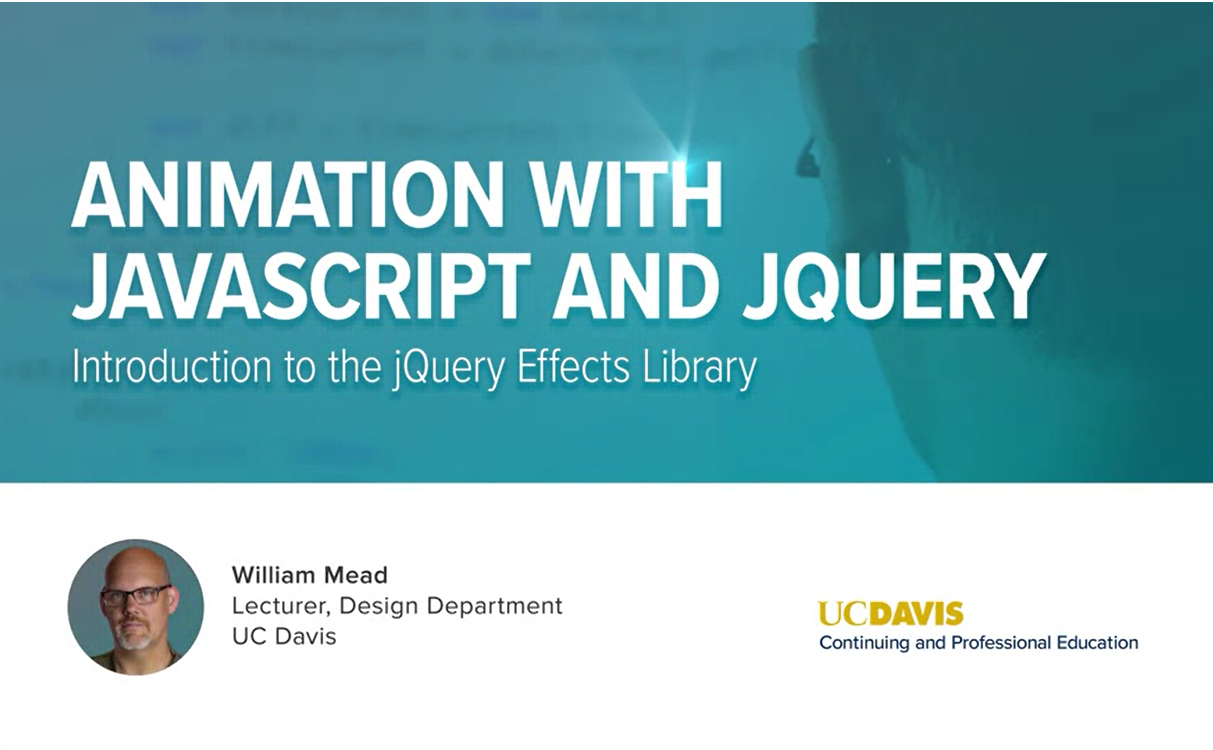 ANIMATION WITH
JAVASCRIPT AND JQUERY
Introduction to the jQuery Effects Library
William Mead
Lecturer, Design Department
UC Davis
UCDAVIS
Continuing and Professional Education